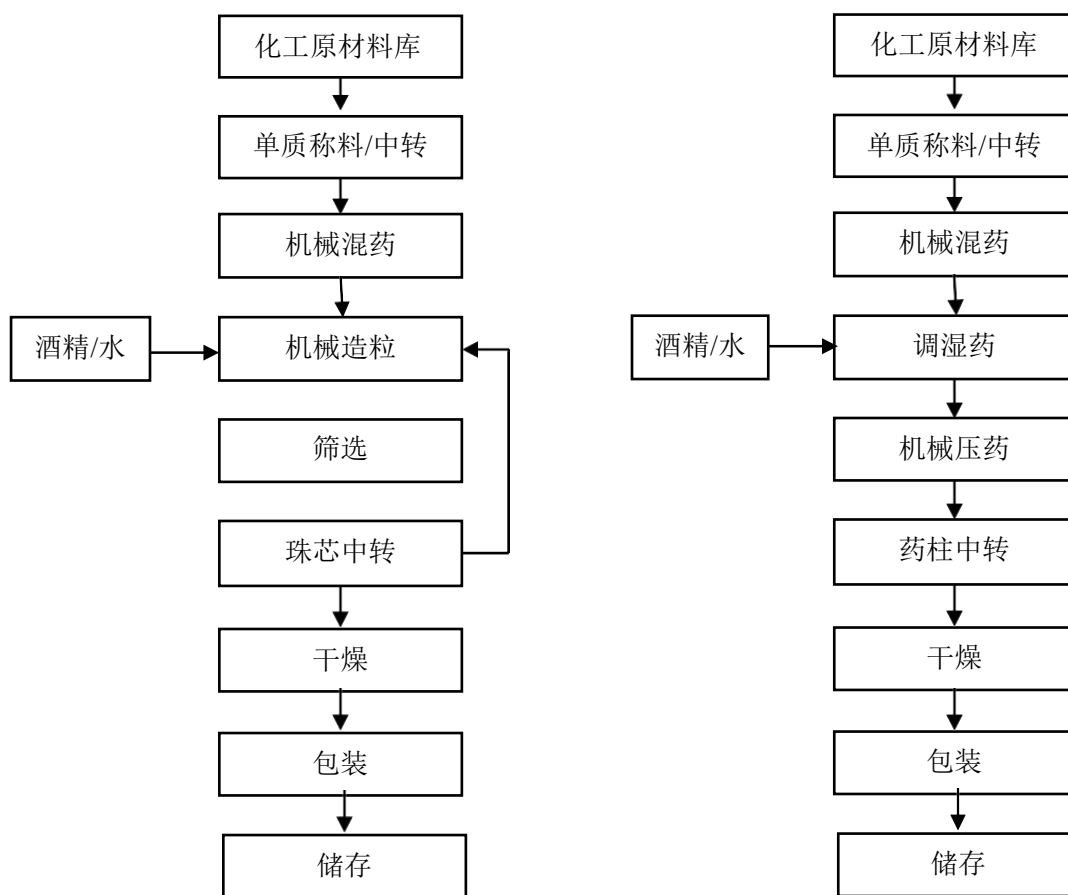 化工原材料库
单质称料/中转
机械混药
酒精/水
机械造粒
筛选
珠芯中转
干燥
包装
储存
化工原材料库
单质称料/中转
机械混药
酒精/水
调湿药
机械压药
药柱中转
干燥
包装
储存